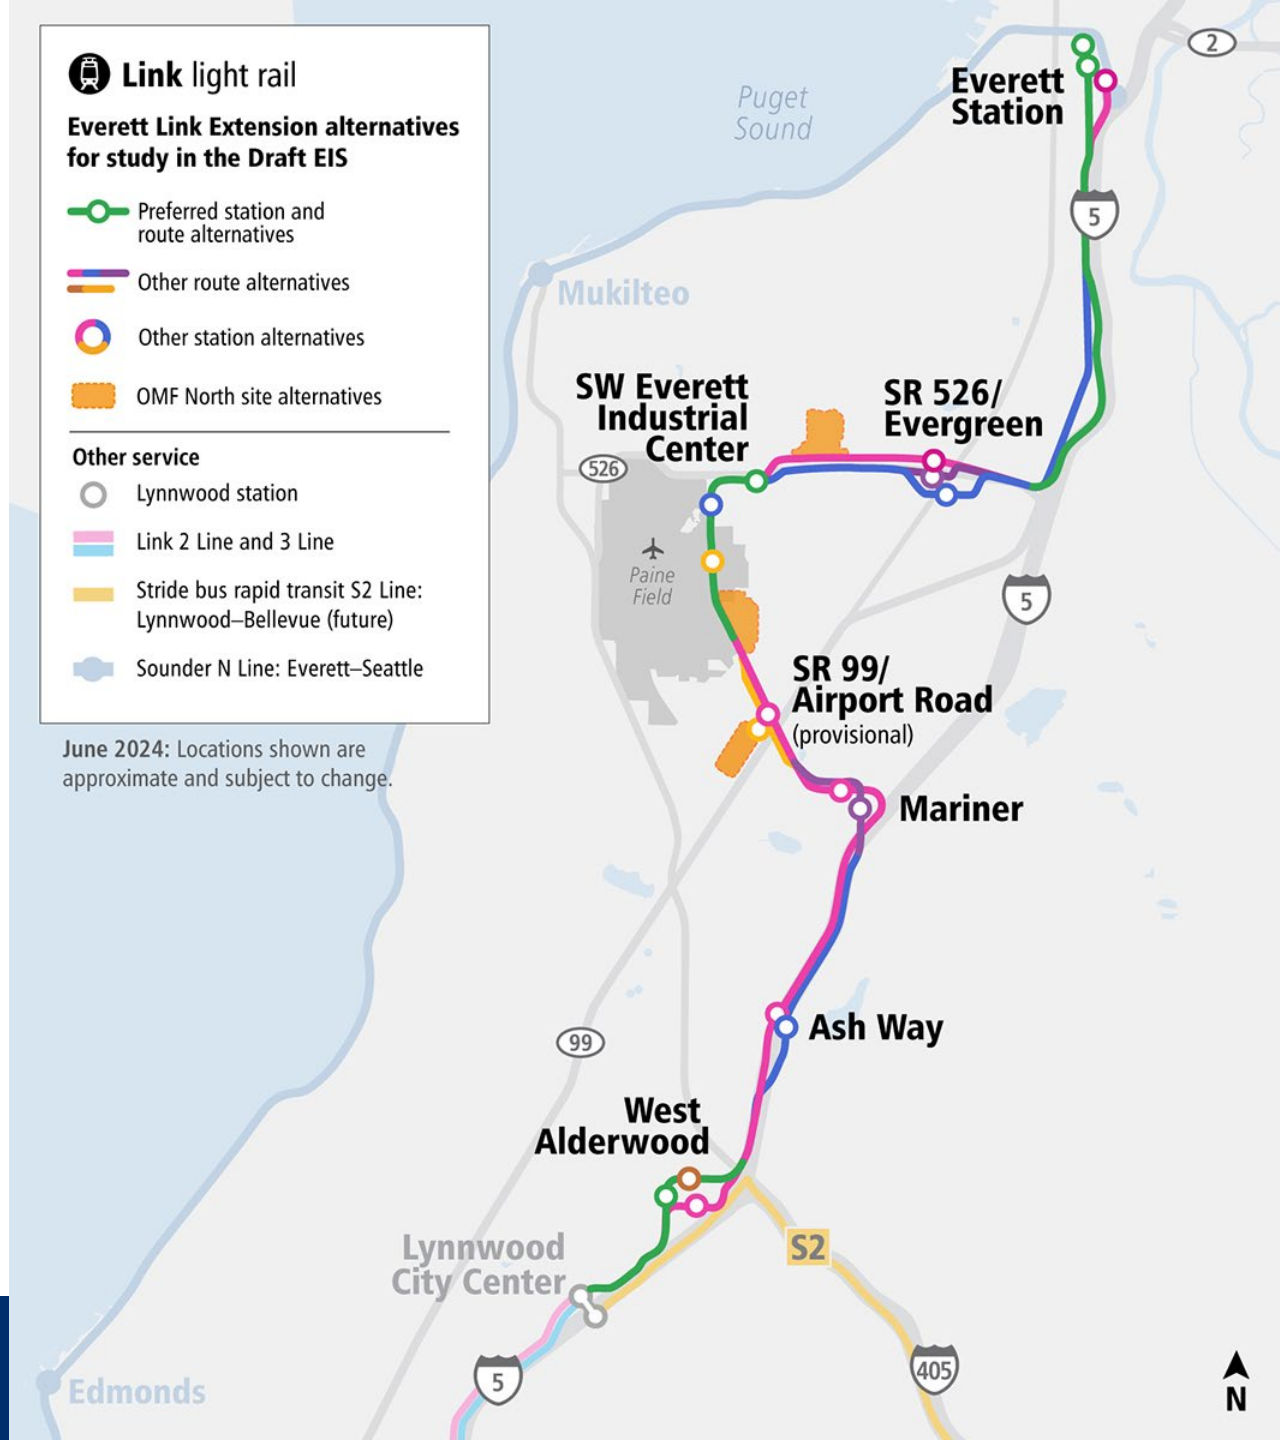 Link light rail
Everett Link Extension alternatives
for study in the Draft EIS
Preferred station and
route alternatives
Other route alternatives
Other station alternatives
OMF North site alternatives
Other service
Lynnwood station
Link 2 Line and 3 Line
Stride bus rapid transit S2 Line:
Lynnwood–Bellevue (future)
Sounder N Line: Everett–Seattle
June 2024: Locations shown are
approximate and subject to change.
2
Everett
Station
Puget
Sound
5
Mukilteo
SW Everett
Industrial
Center
SR 526/
Evergreen
526
Paine
Field
5
SR 99/
Airport Road
(provisional)
Mariner
Ash Way
99
West
Alderwood
Lynnwood
City Center
S2
5
405
Edmonds
N